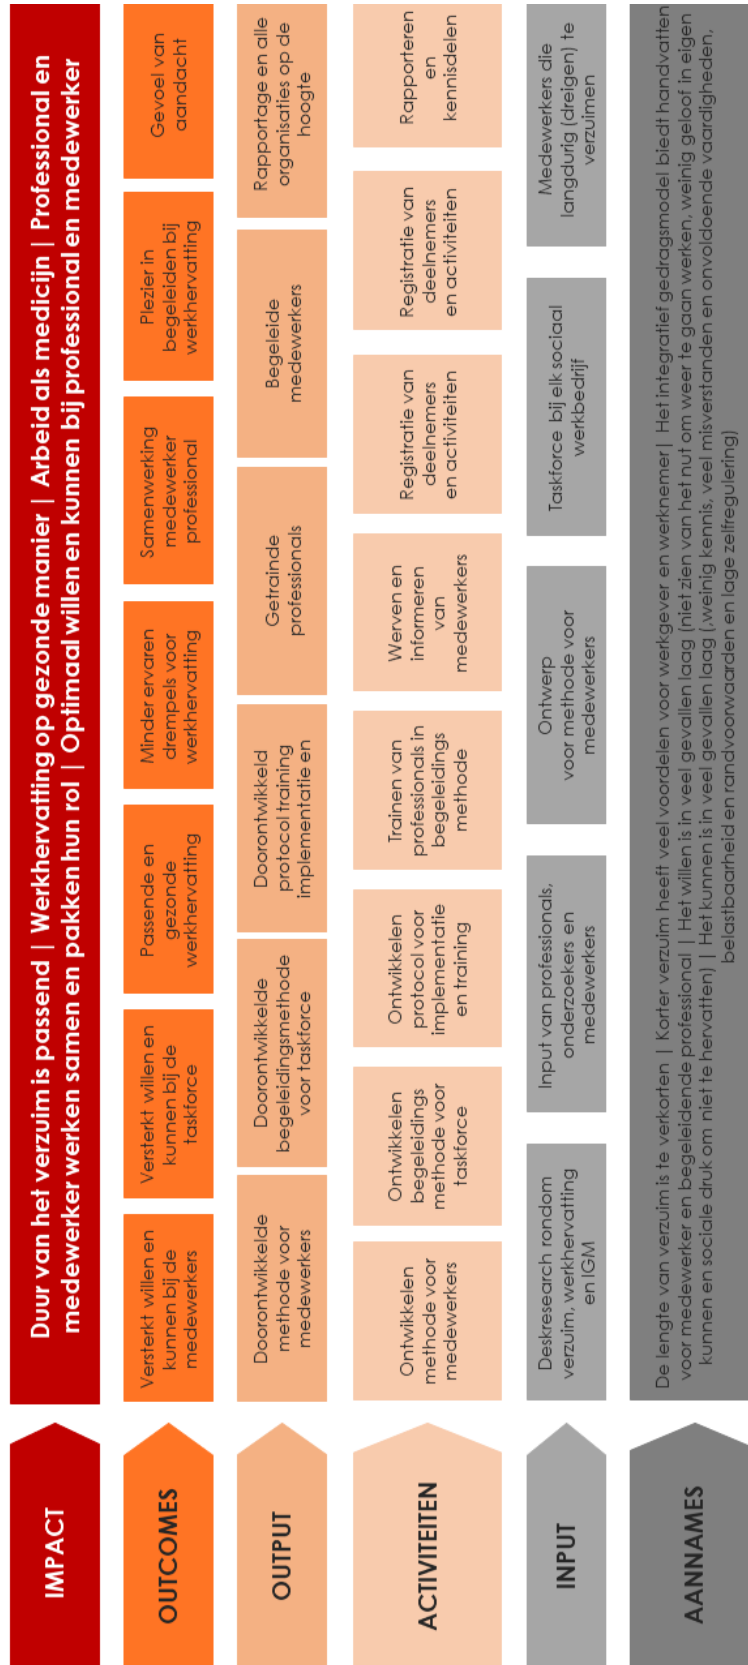 IMPACT
Duur van het verzuim is passend | Werkhervatting op gezonde manier | Arbeid als medicijn | Professional en
medewerker werken samen en pakken hun rol | Optimaal willen en kunnen bij professional en medewerker
OUTCOMES
Versterkt willen en
kunnen bij de
medewerkers
Versterkt willen en
kunnen bij de
taskforce
Passende en
gezonde
werkhervatting
Minder ervaren
drempels voor
werkhervatting
Samenwerking
medewerker
professional
Plezier in
begeleiden bij
werkhervatting
Gevoel van
aandacht
OUTPUT
Doorontwikkelde
methode voor
medewerkers
Doorontwikkelde
begeleidingsmethode
voor taskforce
Doorontwikkeld
protocol training
implementatie en
Getrainde
professionals
Begeleide
medewerkers
Rapportage en alle
organisaties op de
hoogte
ACTIVITEITEN
Ontwikkelen
methode voor
medewerkers
Ontwikkelen
begeleidings
methode voor
taskforce
Ontwikkelen
protocol voor
implementatie
en training
Trainen van
professionals in
begeleidings
methode
Werven en
informeren
van
medewerkers
Registratie van
deelnemers
en activiteiten
Registratie van
deelnemers
en activiteiten
Rapporteren
en
kennisdelen
INPUT
Deskresearch rondom
verzuim, werkhervatting
en IGM
Input van professionals,
onderzoekers en
medewerkers
Ontwerp
voor methode voor
medewerkers
Taskforce bij elk sociaal
werkbedrijf
Medewerkers die
langdurig (dreigen) te
verzuimen
AANNAMES
De lengte van verzuim is te verkorten | Korter verzuim heeft veel voordelen voor werkgever en werknemer | Het integratief gedragsmodel biedt handvatten
voor medewerker en begeleidende professional | Het willen is in veel gevallen laag (niet zien van het nut om weer te gaan werken, weinig geloof in eigen
kunnen en sociale druk om niet te hervatten) | Het kunnen is in veel gevallen laag (,weinig kennis, veel misverstanden en onvoldoende vaardigheden,
belastbaarheid en randvoorwaarden en lage zelfregulering)